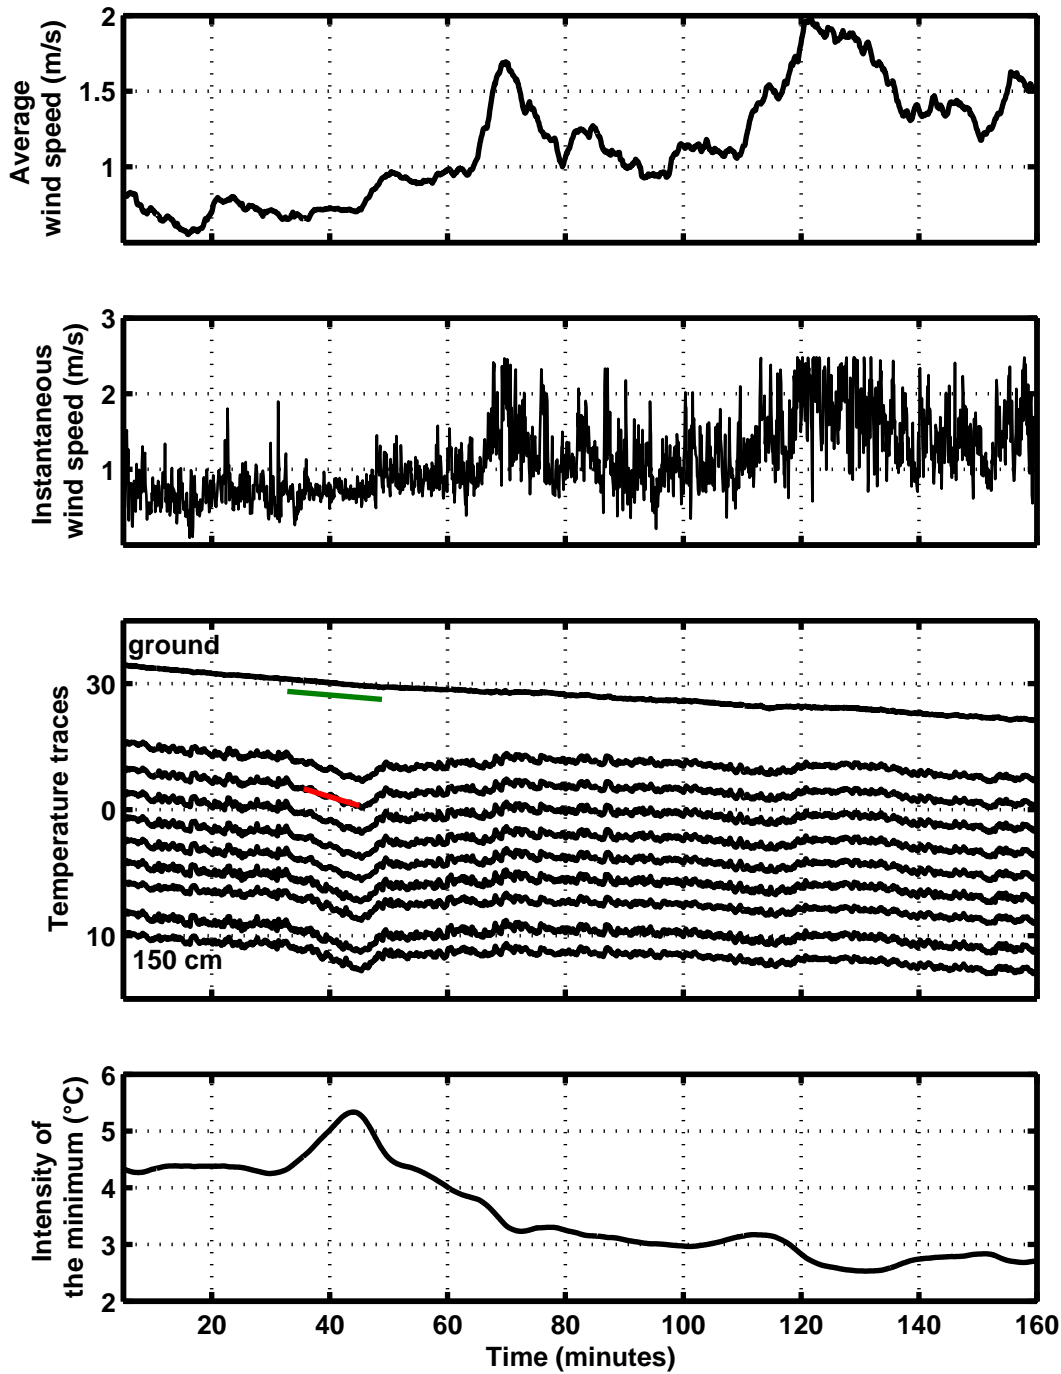 Average
wind speed (m/s)
2
1.5
1
Instantaneous
wind speed (m/s)
3
2
1
Temperature traces
ground
30
0
10
150 cm
Intensity of
the minimum (°C)
6
5
4
3
2
20 40 60 80 100 120 140 160
Time (minutes)